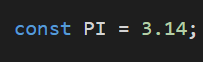 const PI = 3.14;